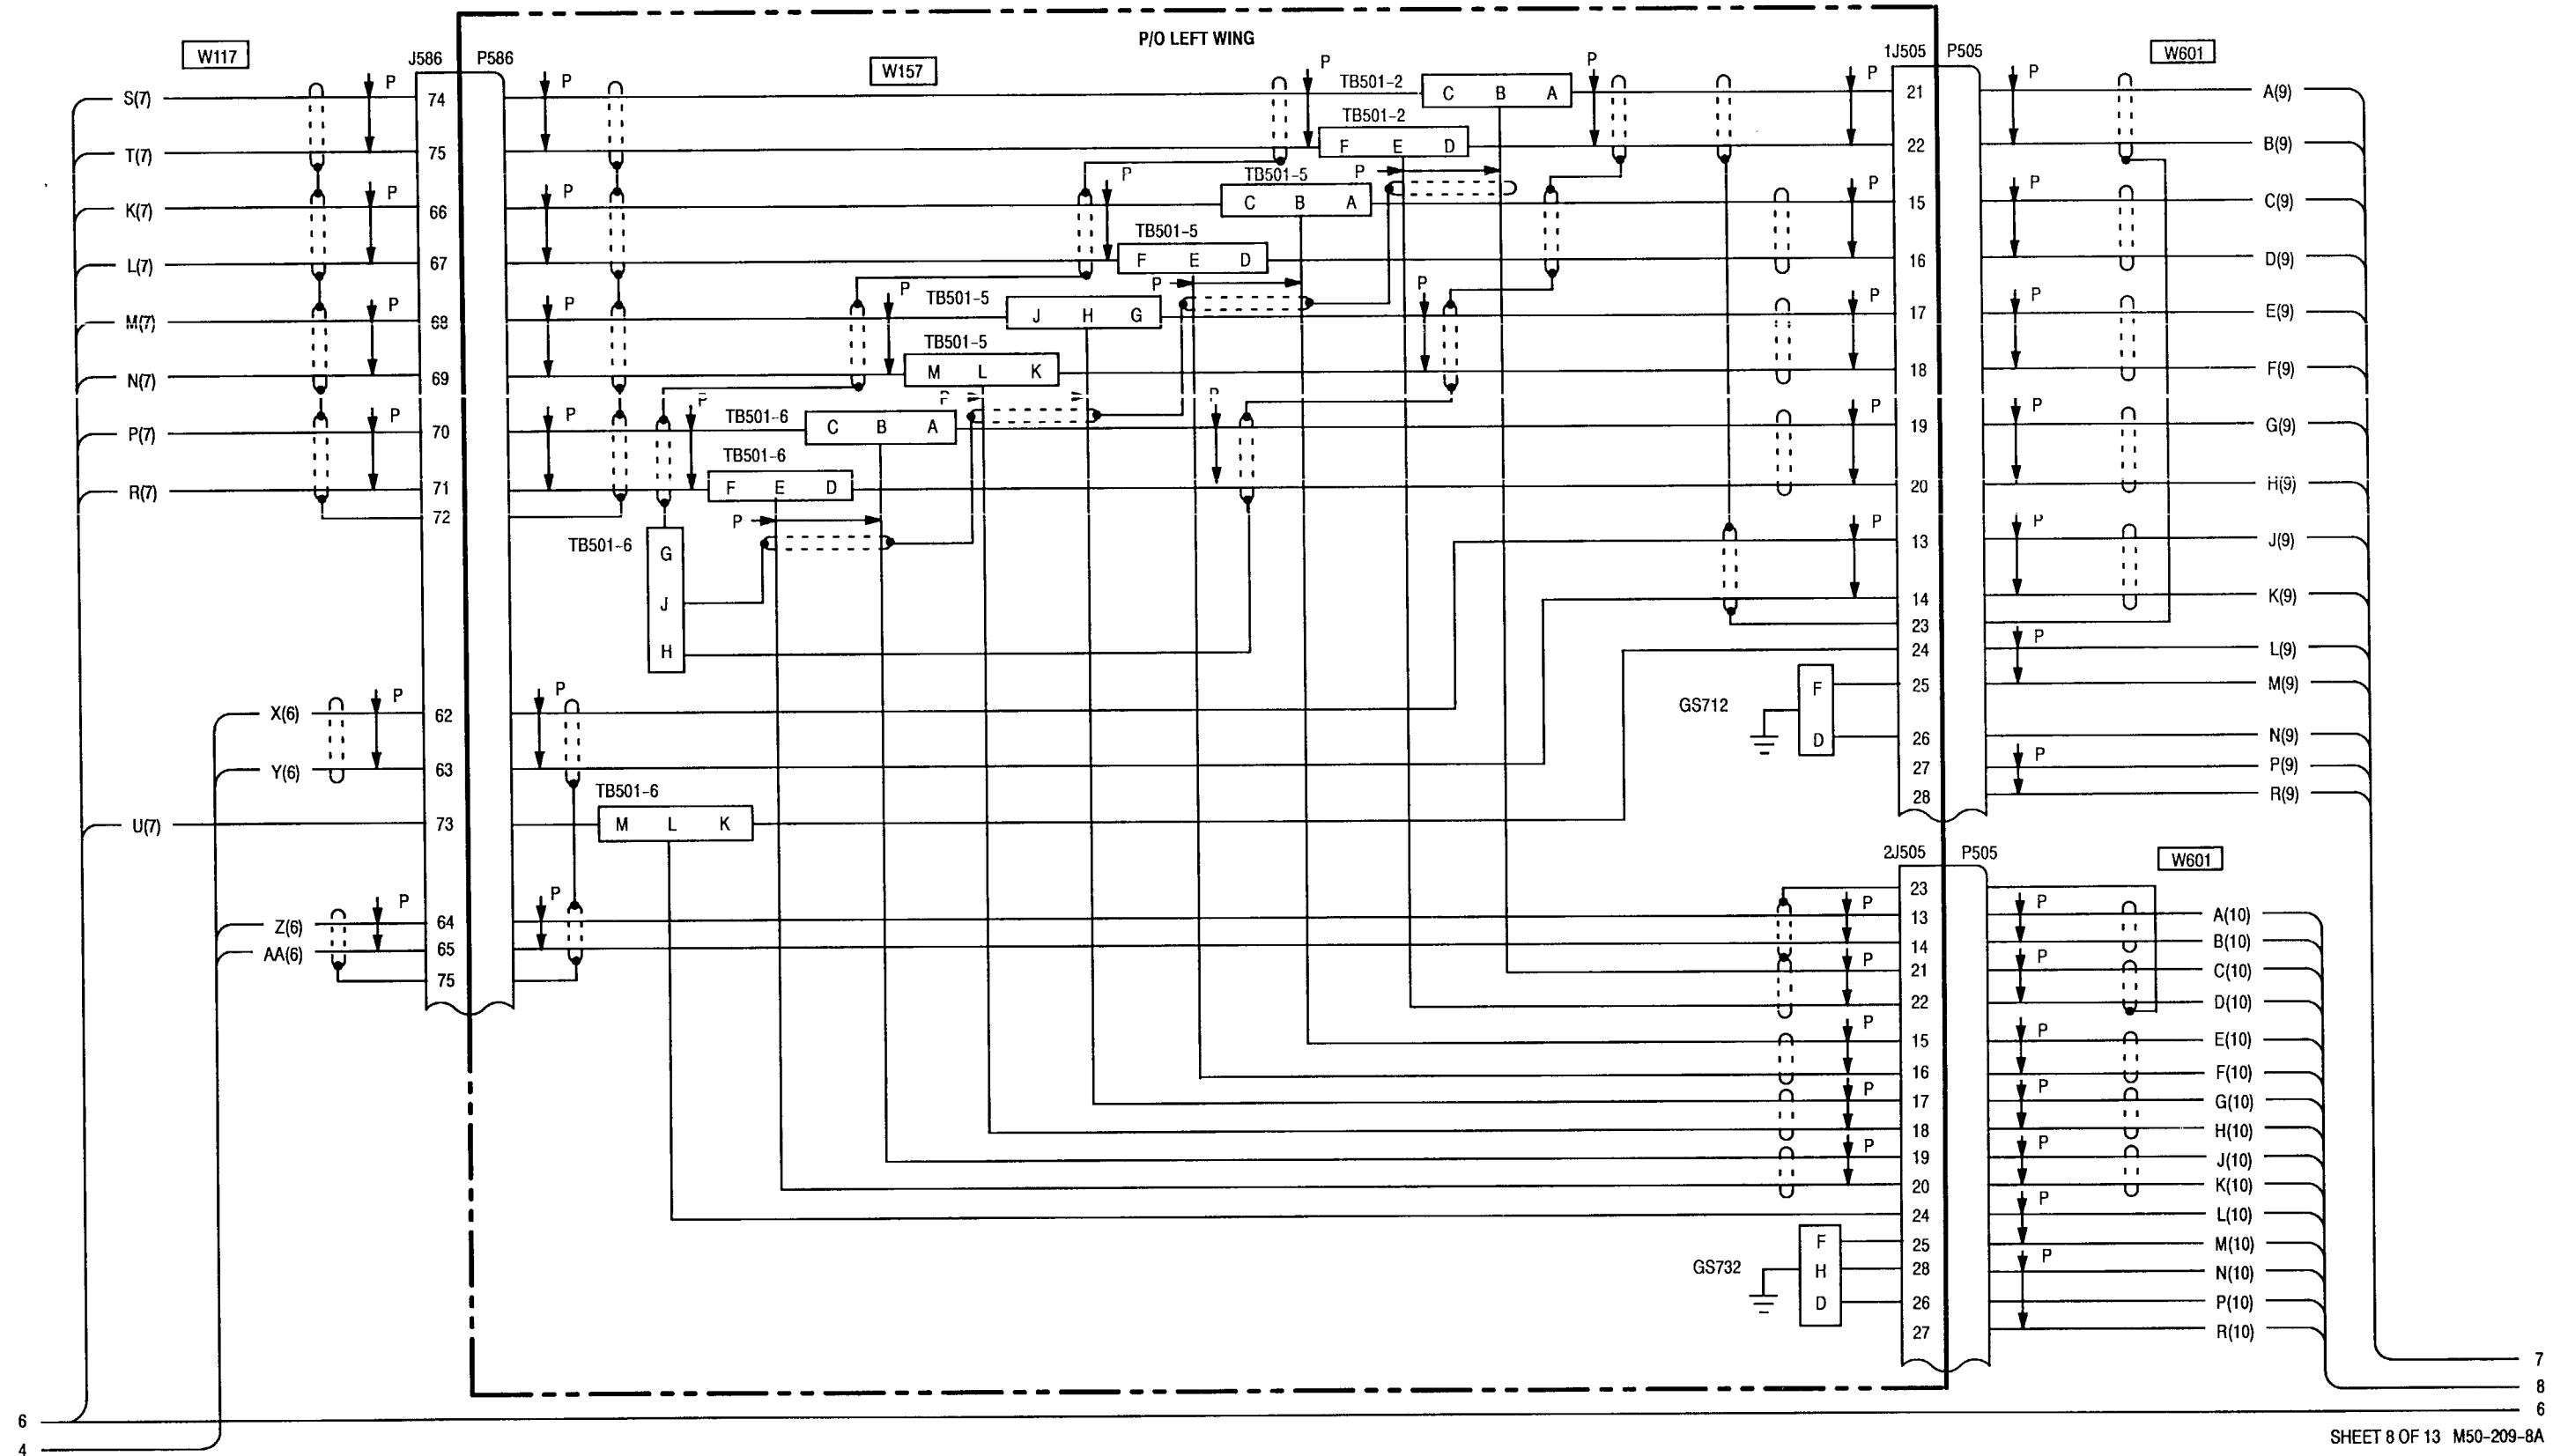 P/O LEFT WING
W117
J586
P586
W157
1J505
P505
W601
S(7)
P
74
P
P
TB501-2
C B A
P
P
21
P
A(9)
T(7)
75
TB501-2
F E D
22
B(9)
K(7)
P
66
P
P
TB501-5
C B A
P
P
15
P
C(9)
L(7)
67
TB501-5
F E D
16
D(9)
M(7)
P
68
P
P
TB501-5
J H G
P
P
P
17
P
E(9)
N(7)
69
TB501-5
M L K
18
F(9)
P(7)
P
70
P
P
TB501-6
C B A
P
P
P
19
P
G(9)
R(7)
71
TB501-6
F E D
20
H(9)
72
P
TB501-6
G
J
H
P
13
P
J(9)
14
K(9)
23
24
P
L(9)
GS712
F
D
25
M(9)
26
N(9)
27
P
P(9)
28
R(9)
X(6)
P
62
P
Y(6)
63
TB501-6
U(7)
73
M L K
Z(6)
P
64
P
AA(6)
65
75
2J505
P505
W601
23
P
13
P
A(10)
14
B(10)
P
21
P
C(10)
22
D(10)
P
15
P
E(10)
16
F(10)
P
17
P
G(10)
18
H(10)
P
19
P
J(10)
20
K(10)
24
P
L(10)
GS732
F
H
D
25
M(10)
28
P
N(10)
26
P(10)
27
R(10)
7
8
6
6
4
SHEET 8 OF 13 M50-209-8A